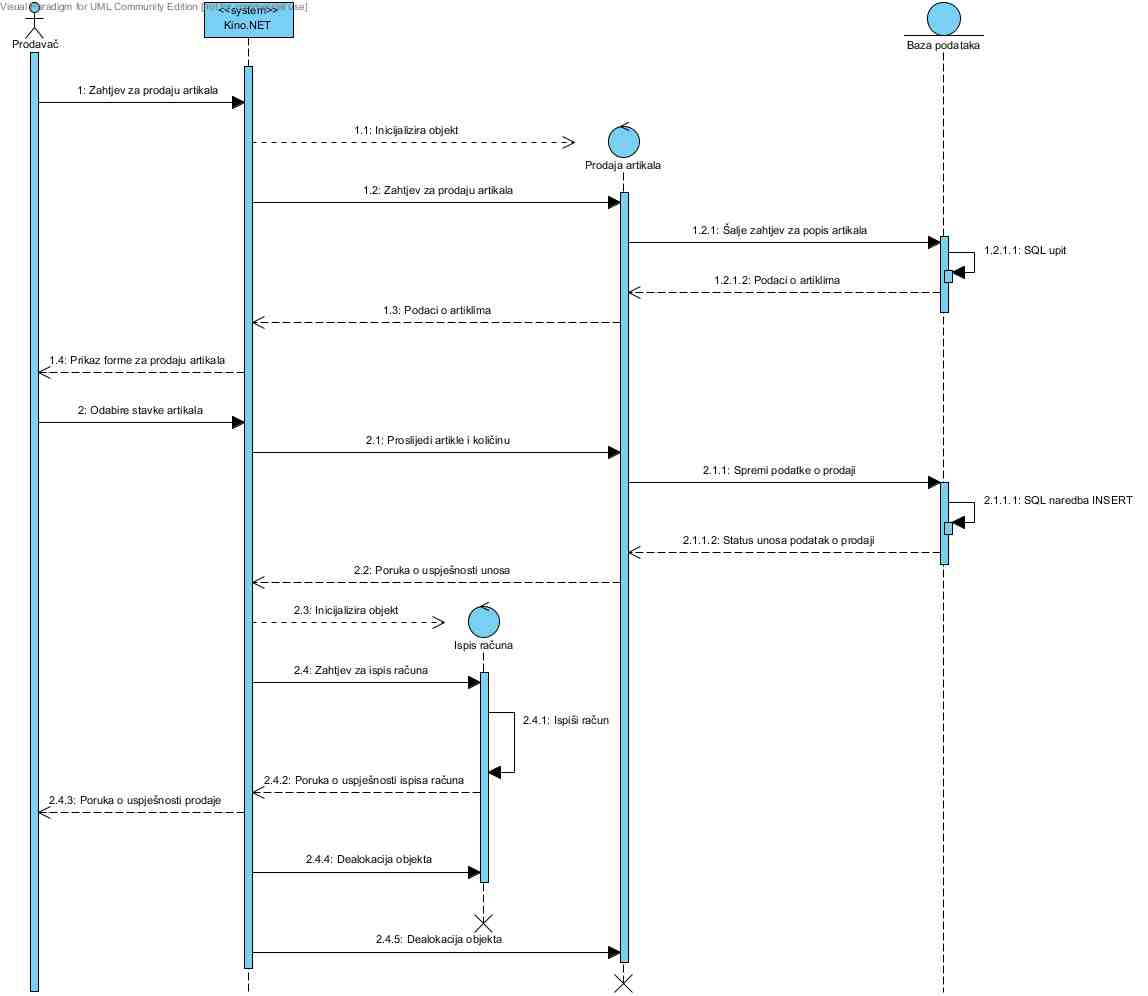 Visual Paradigm for UML Community Edition [not for commercial use]
<<system>>
Kino.NET
Prodavač
Baza podataka
1: Zahtjev za prodaju artikala
1.1: Inicijalizira objekt
Prodaja artikala
1.2: Zahtjev za prodaju artikala
1.2.1: Šalje zahtjev za popis artikala
1.2.1.1: SQL upit
1.2.1.2: Podaci o artiklima
1.3: Podaci o artiklima
1.4: Prikaz forme za prodaju artikala
2: Odabire stavke artikala
2.1: Proslijedi artikle i količinu
2.1.1: Spremi podatke o prodaji
2.1.1.1: SQL naredba INSERT
2.1.1.2: Status unosa podatak o prodaji
2.2: Poruka o uspješnosti unosa
2.3: Inicijalizira objekt
Ispis računa
2.4: Zahtjev za ispis računa
2.4.1: Ispiši račun
2.4.2: Poruka o uspješnosti ispisa računa
2.4.3: Poruka o uspješnosti prodaje
2.4.4: Dealokacija objekta
2.4.5: Dealokacija objekta